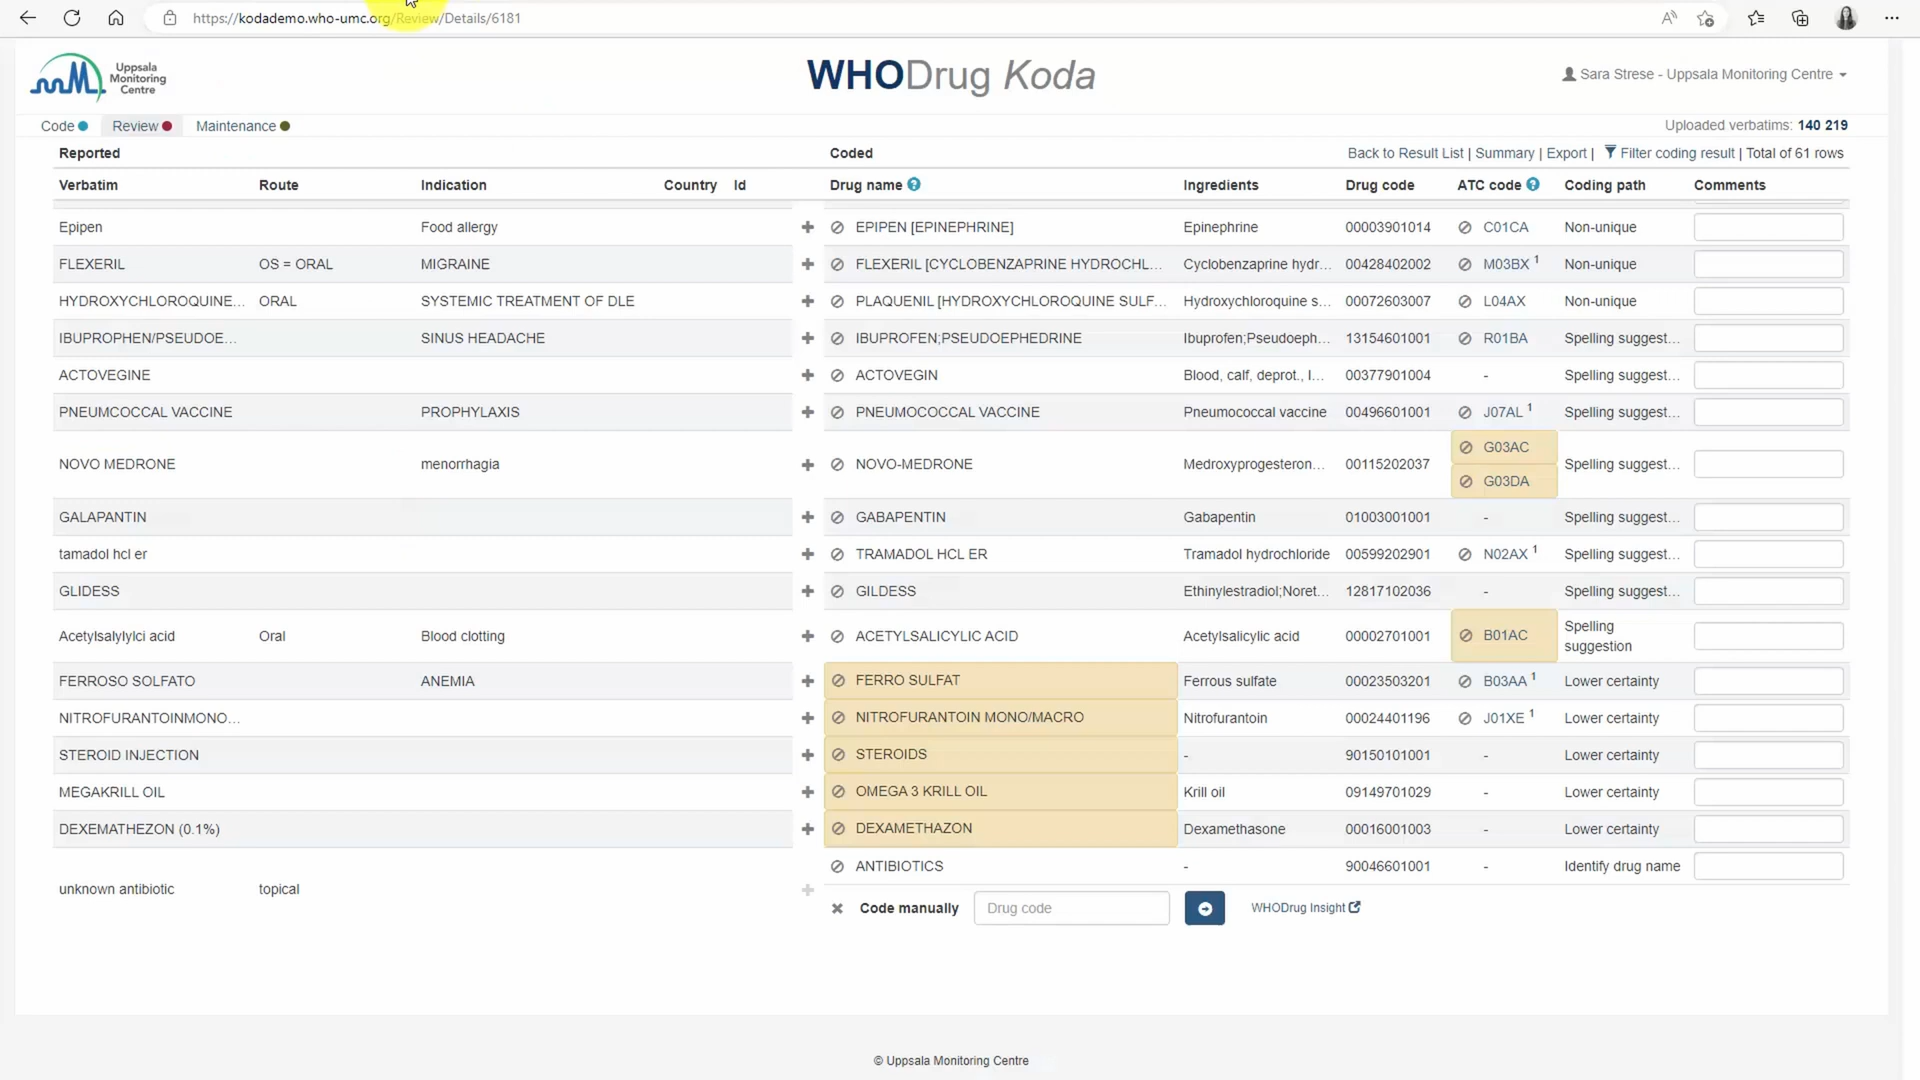 https://kodademo.who-umc.org/Review/Details/6181
Uppsala
Monitoring
Centre
WHODrug Koda
Sara Strese - Uppsala Monitoring Centre
Code Review Maintenance Uploaded verbatims: 140 219
Reported Coded Back to Result List | Summary | Export | Filter coding result | Total of 61 rows
Verbatim Route Indication Country Id Drug name ? Ingredients Drug code ATC code ? Coding path Comments
Epipen Food allergy EPIPEN [EPINEPHRINE] Epinephrine 00003901014 C01CA Non-unique
FLEXERIL OS = ORAL MIGRAINE FLEXERIL [CYCLOBENZAPRINE HYDROCHL... Cyclobenzaprine hydr... 00428402002 M03BX 1 Non-unique
HYDROXYCHLOROQUINE... ORAL SYSTEMIC TREATMENT OF DLE PLAQUENIL [HYDROXYCHLOROQUINE SULF... Hydroxychloroquine s... 00072603007 L04AX Non-unique
IBUPROPHEN/PSEUDOE... SINUS HEADACHE IBUPROFEN;PSEUDOEPHEDRINE Ibuprofen;Pseudoeph... 13154601001 R01BA Spelling suggest...
ACTOVEGINE ACTOVEGIN Blood, calf, deprot., l... 00377901004 - Spelling suggest...
PNEUMCOCCAL VACCINE PROPHYLAXIS PNEUMOCOCCAL VACCINE Pneumococcal vaccine 00496601001 J07AL 1 Spelling suggest...
NOVO MEDRONE menorrhagia NOVO-MEDRONE Medroxyprogesteron... 00115202037 G03AC Spelling suggest...
G03DA
GALAPANTIN GABAPENTIN Gabapentin 01003001001 - Spelling suggest...
tamadol hcl er TRAMADOL HCL ER Tramadol hydrochloride 00599202901 N02AX 1 Spelling suggest...
GLIDESS GILDESS Ethinylestradiol;Noret... 12817102036 - Spelling suggest...
Acetylsalylylci acid Oral Blood clotting ACETYLSALICYLIC ACID Acetylsalicylic acid 00002701001 B01AC Spelling
suggestion
FERROSO SOLFATO ANEMIA FERRO SULFAT Ferrous sulfate 00023503201 B03AA 1 Lower certainty
NITROFURANTOINMONO... NITROFURANTOIN MONO/MACRO Nitrofurantoin 00024401196 J01XE 1 Lower certainty
STEROID INJECTION STEROIDS - 90150101001 - Lower certainty
MEGAKRILL OIL OMEGA 3 KRILL OIL Krill oil 09149701029 - Lower certainty
DEXEMATHEZON (0.1%) DEXAMETHAZON Dexamethasone 00016001003 - Lower certainty
ANTIBIOTICS - 90046601001 - Identify drug name
unknown antibiotic topical
Code manually Drug code WHODrug Insight
© Uppsala Monitoring Centre